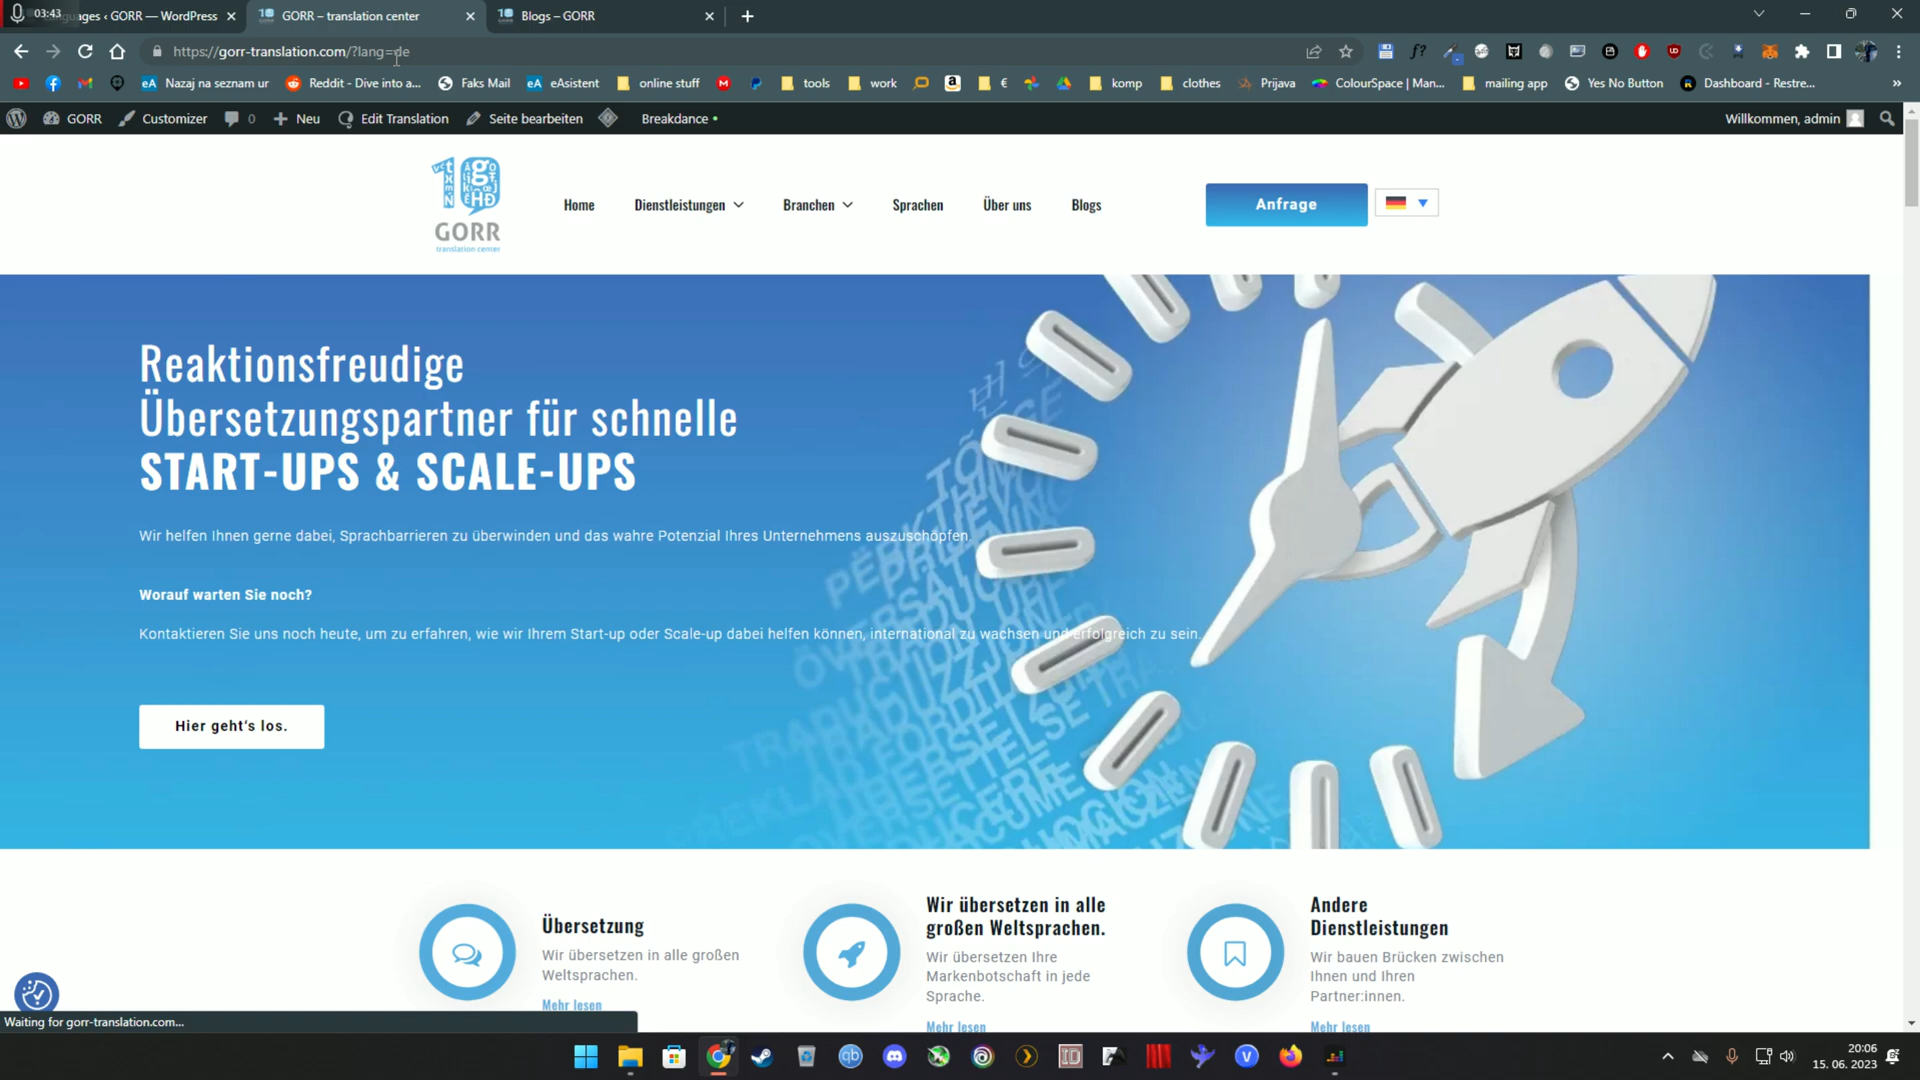 03:43
ages ‹ GORR — WordPress
GORR – translation center
Blogs – GORR
https://gorr-translation.com/?lang=de
Nazaj na seznam ur
Reddit - Dive into a...
Faks Mail
eAsistent
online stuff
tools
work
€
komp
clothes
Prijava
ColourSpace | Man...
mailing app
Yes No Button
Dashboard - Restre...
GORR
Customizer
0
Neu
Edit Translation
Seite bearbeiten
Breakdance
Willkommen, admin
GORR
translation center
Home
Dienstleistungen
Branchen
Sprachen
Über uns
Blogs
Anfrage
Reaktionsfreudige
Übersetzungspartner für schnelle
START-UPS & SCALE-UPS
Wir helfen Ihnen gerne dabei, Sprachbarrieren zu überwinden und das wahre Potenzial Ihres Unternehmens auszuschöpfen.
Worauf warten Sie noch?
Kontaktieren Sie uns noch heute, um zu erfahren, wie wir Ihrem Start-up oder Scale-up dabei helfen können, international zu wachsen und erfolgreich zu sein.
Hier geht's los.
Übersetzung
Wir übersetzen in alle großen
Weltsprachen.
Mehr lesen
Wir übersetzen in alle
großen Weltsprachen.
Wir übersetzen Ihre
Markenbotschaft in jede
Sprache.
Mehr lesen
Andere
Dienstleistungen
Wir bauen Brücken zwischen
Ihnen und Ihren
Partner:innen.
Mehr lesen
Waiting for gorr-translation.com...
20:06
15. 06. 2023